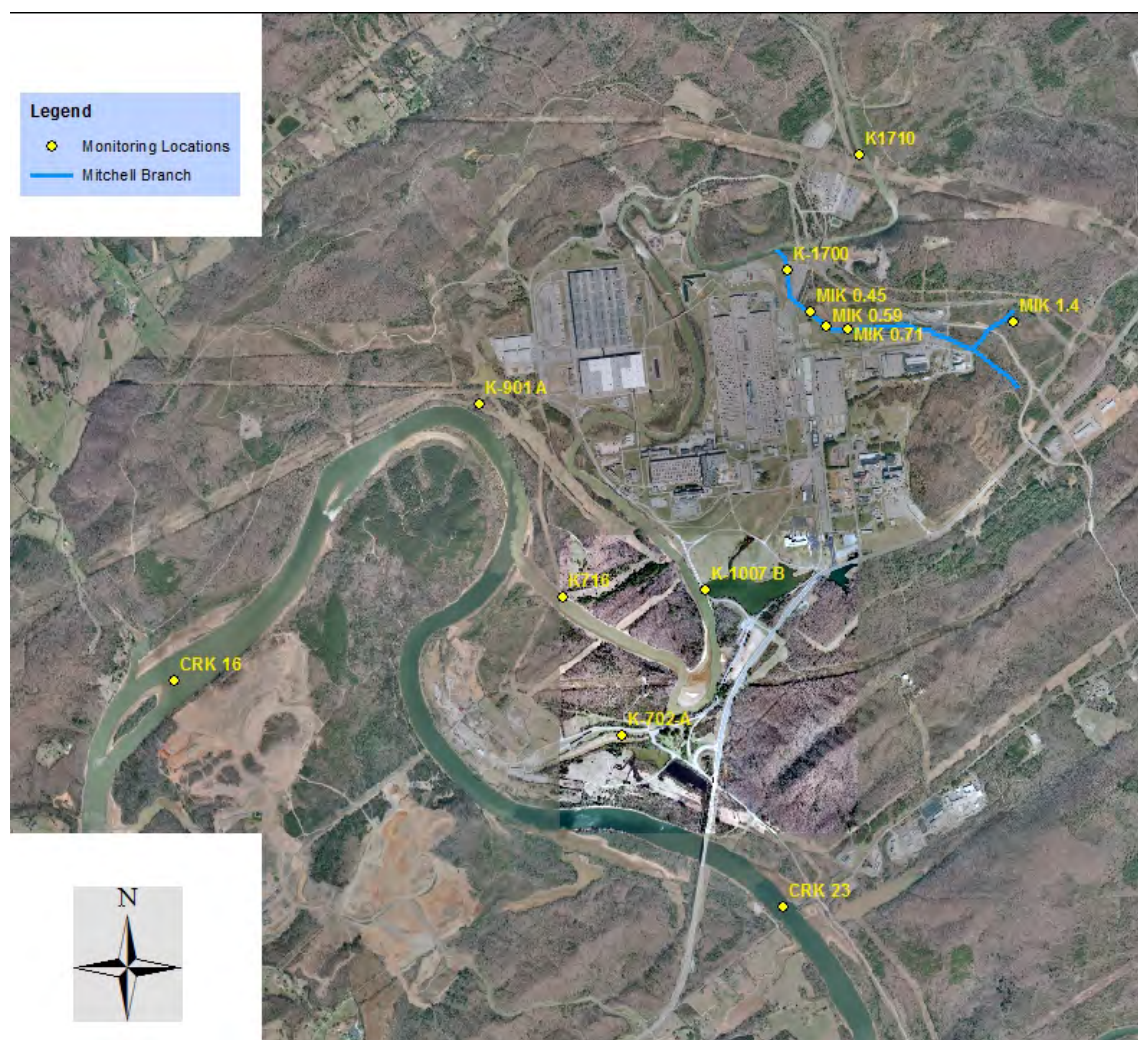 Legend
Monitoring Locations
Mitchell Branch
K1710
K-1700
MIK 0.45
MIK 0.59
MIK 1.4
MIK 0.71
K-901 A
K716
K-1007 B
CRK 16
K-702-A
CRK 23
N